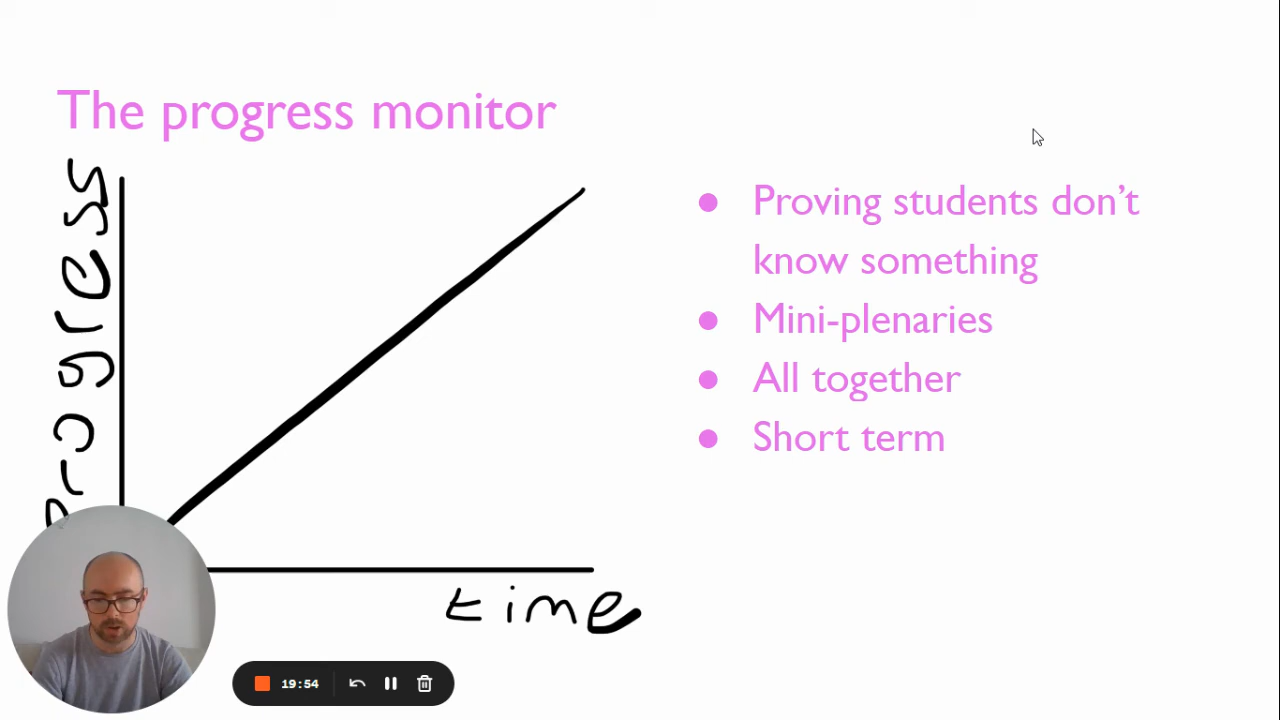 The progress monitor
progress
● Proving students don't
know something
● Mini-plenaries
● All together
● Short term
time
19:54